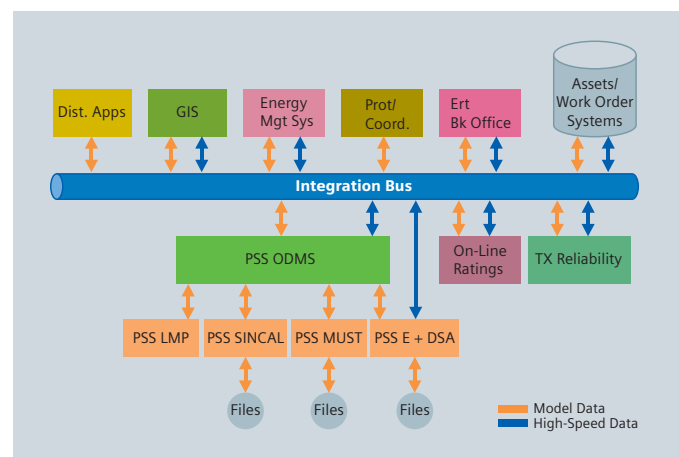 Assets/
Work Order
Systems
Dist. Apps
GIS
Energy
Mgt Sys
Prot/
Coord.
Ert
Bk Office
Integration Bus
PSS ODMS
On-Line
Ratings
TX Reliability
PSS LMP
PSS SINCAL
PSS MUST
PSS E + DSA
Files
Files
Files
Model Data
High-Speed Data